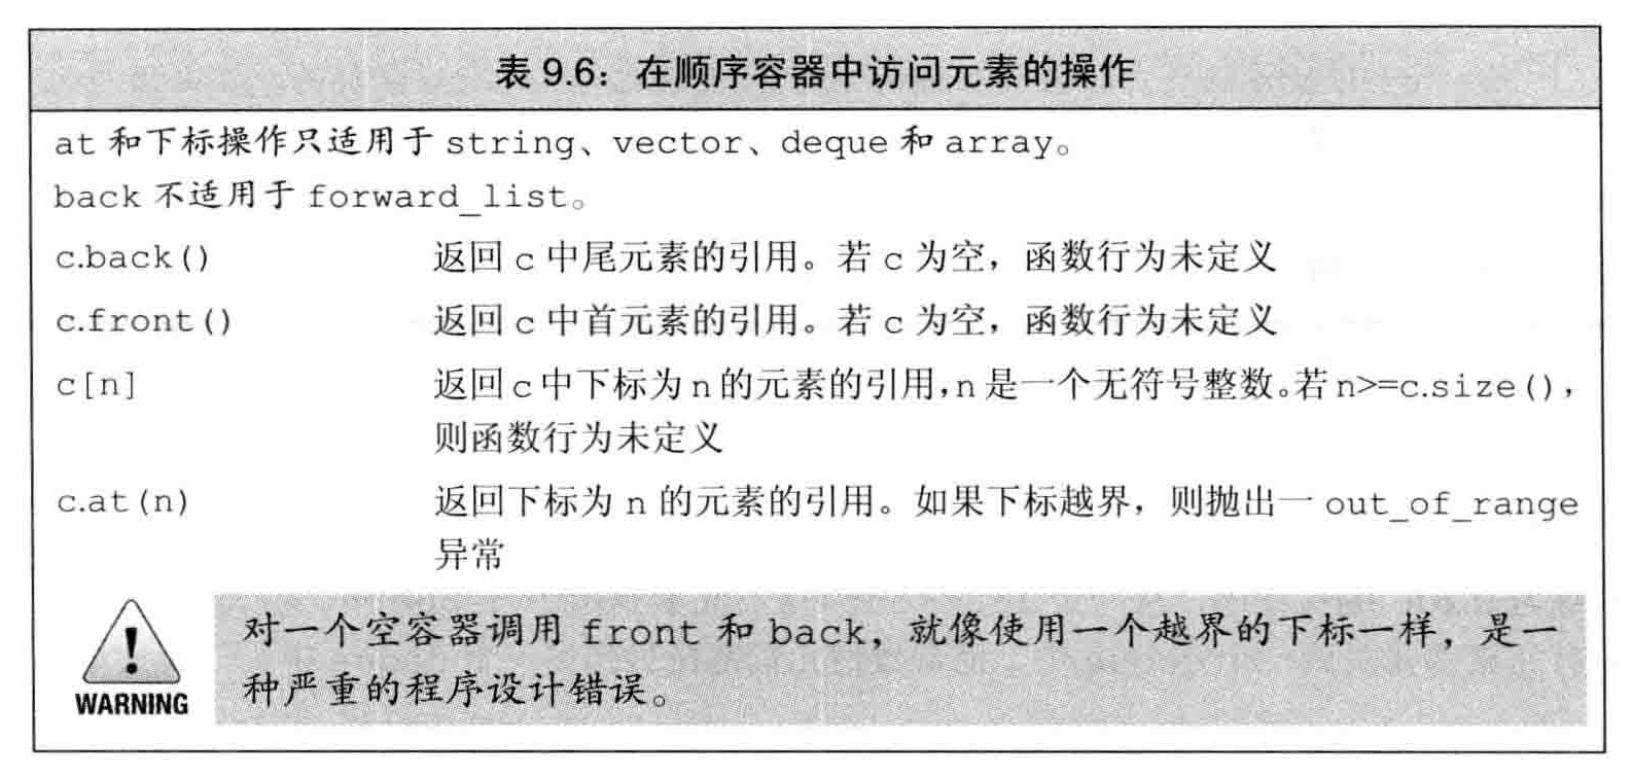 表 9.6：在顺序容器中访问元素的操作
at 和下标操作只适用于 string、vector、deque 和 array。
back 不适用于 forward_list。
c.back() 返回 c 中尾元素的引用。若 c 为空，函数行为未定义
c.front() 返回 c 中首元素的引用。若 c 为空，函数行为未定义
c[n] 返回 c 中下标为 n 的元素的引用，n 是一个无符号整数。若 n>=c.size()，
则函数行为未定义
c.at(n) 返回下标为 n 的元素的引用。如果下标越界，则抛出一 out_of_range
异常
对一个空容器调用 front 和 back，就像使用一个越界的下标一样，是一
! 
WARNING 种严重的程序设计错误。